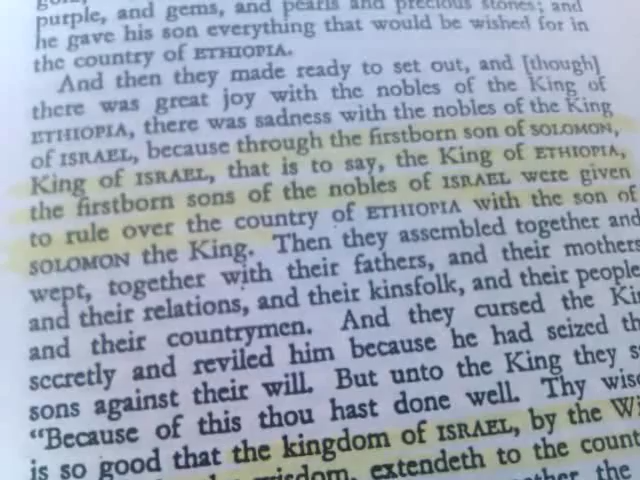 purple, and gems, and pearls and precious stones; and
he gave his son everything that would be wished for in
the country of ETHIOPIA.
And then they made ready to set out, and [though]
there was great joy with the nobles of the King of
ETHIOPIA, there was sadness with the nobles of the King
of ISRAEL, because through the firstborn son of SOLOMON,
King of ISRAEL, that is to say, the King of ETHIOPIA,
the firstborn sons of the nobles of ISRAEL were given
to rule over the country of ETHIOPIA with the son of
SOLOMON the King. Then they assembled together and
wept, together with their fathers, and their mothers
and their relations, and their kinsfolk, and their people
and their countrymen. And they cursed the
secretly and reviled him because he had seized
sons against their will. But unto the King they
“Because of this thou hast done well. Thy
is so good that the kingdom of ISRAEL, by the
wisdom, extendeth to the
the